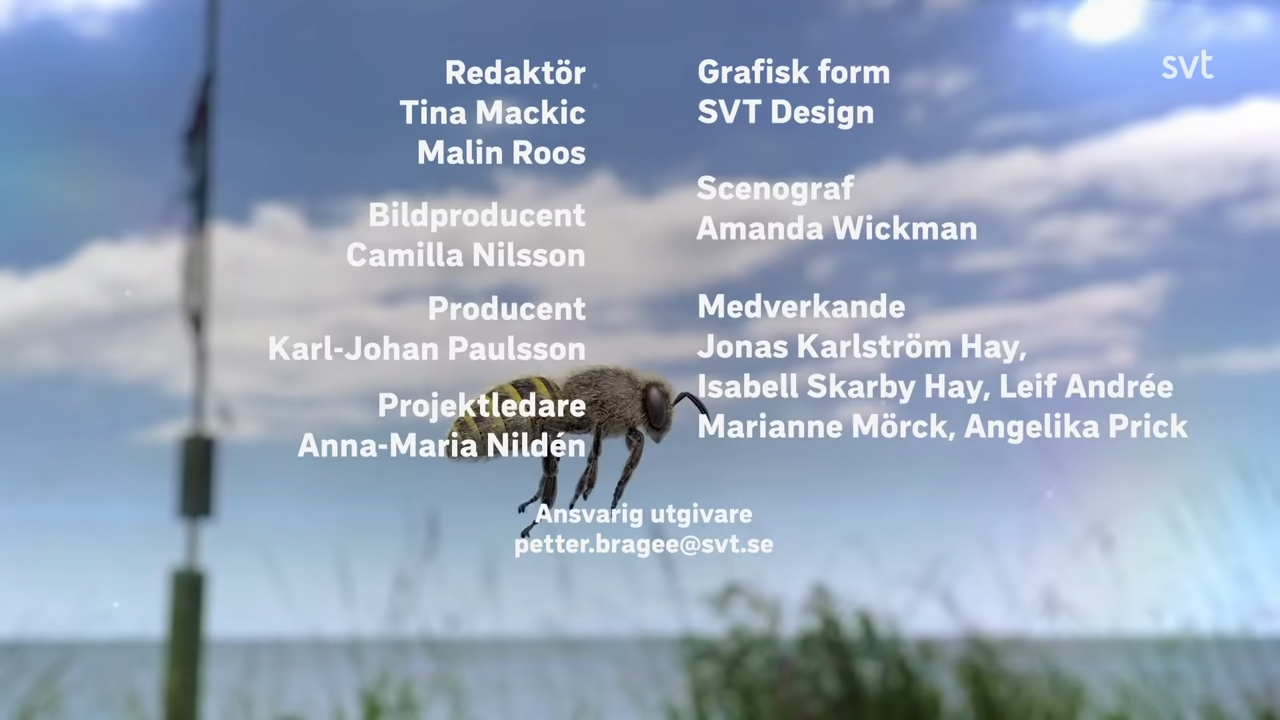 Redaktör
Tina Mackic
Malin Roos
Bildproducent
Camilla Nilsson
Producent
Karl-Johan Paulsson
Projektledare
Anna-Maria Nildén
Grafisk form
SVT Design
Scenograf
Amanda Wickman
Medverkande
Jonas Karlström Hay,
Isabell Skarby Hay, Leif Andrée
Marianne Mörck, Angelika Prick
Ansvarig utgivare
petter.bragee@svt.se
svt